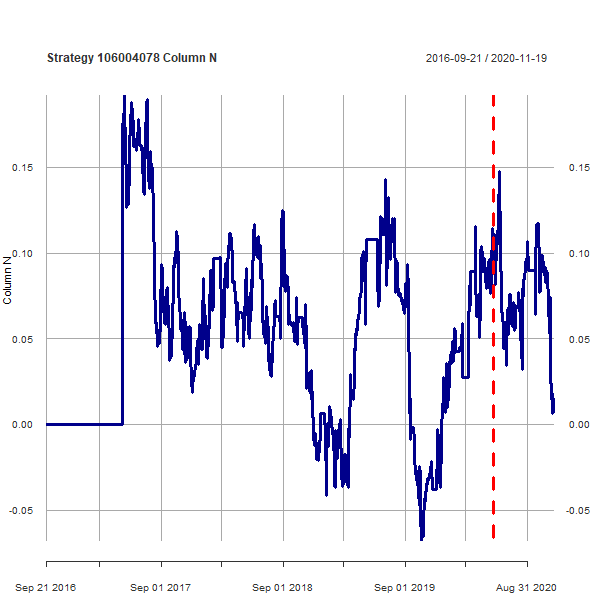 Strategy 106004078 Column N
2016-09-21 / 2020-11-19
Column N
0.15
0.10
0.05
0.00
-0.05
0.15
0.10
0.05
0.00
-0.05
Sep 21 2016
Sep 01 2017
Sep 01 2018
Sep 01 2019
Aug 31 2020